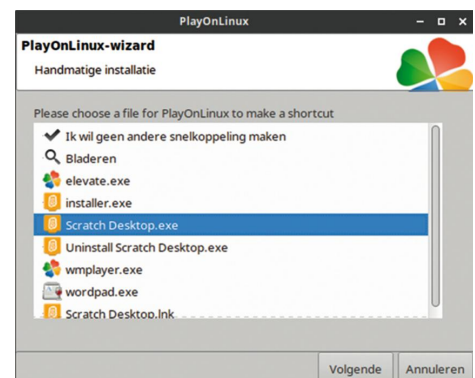 PlayOnLinux
PlayOnLinux-wizard
Handmatige installatie
Please choose a file for PlayOnLinux to make a shortcut
Ik wil geen andere snelkoppeling maken
Bladeren
elevate.exe
installer.exe
Scratch Desktop.exe
Uninstall Scratch Desktop.exe
wmplayer.exe
wordpad.exe
Scratch Desktop.lnk
Volgende
Annuleren